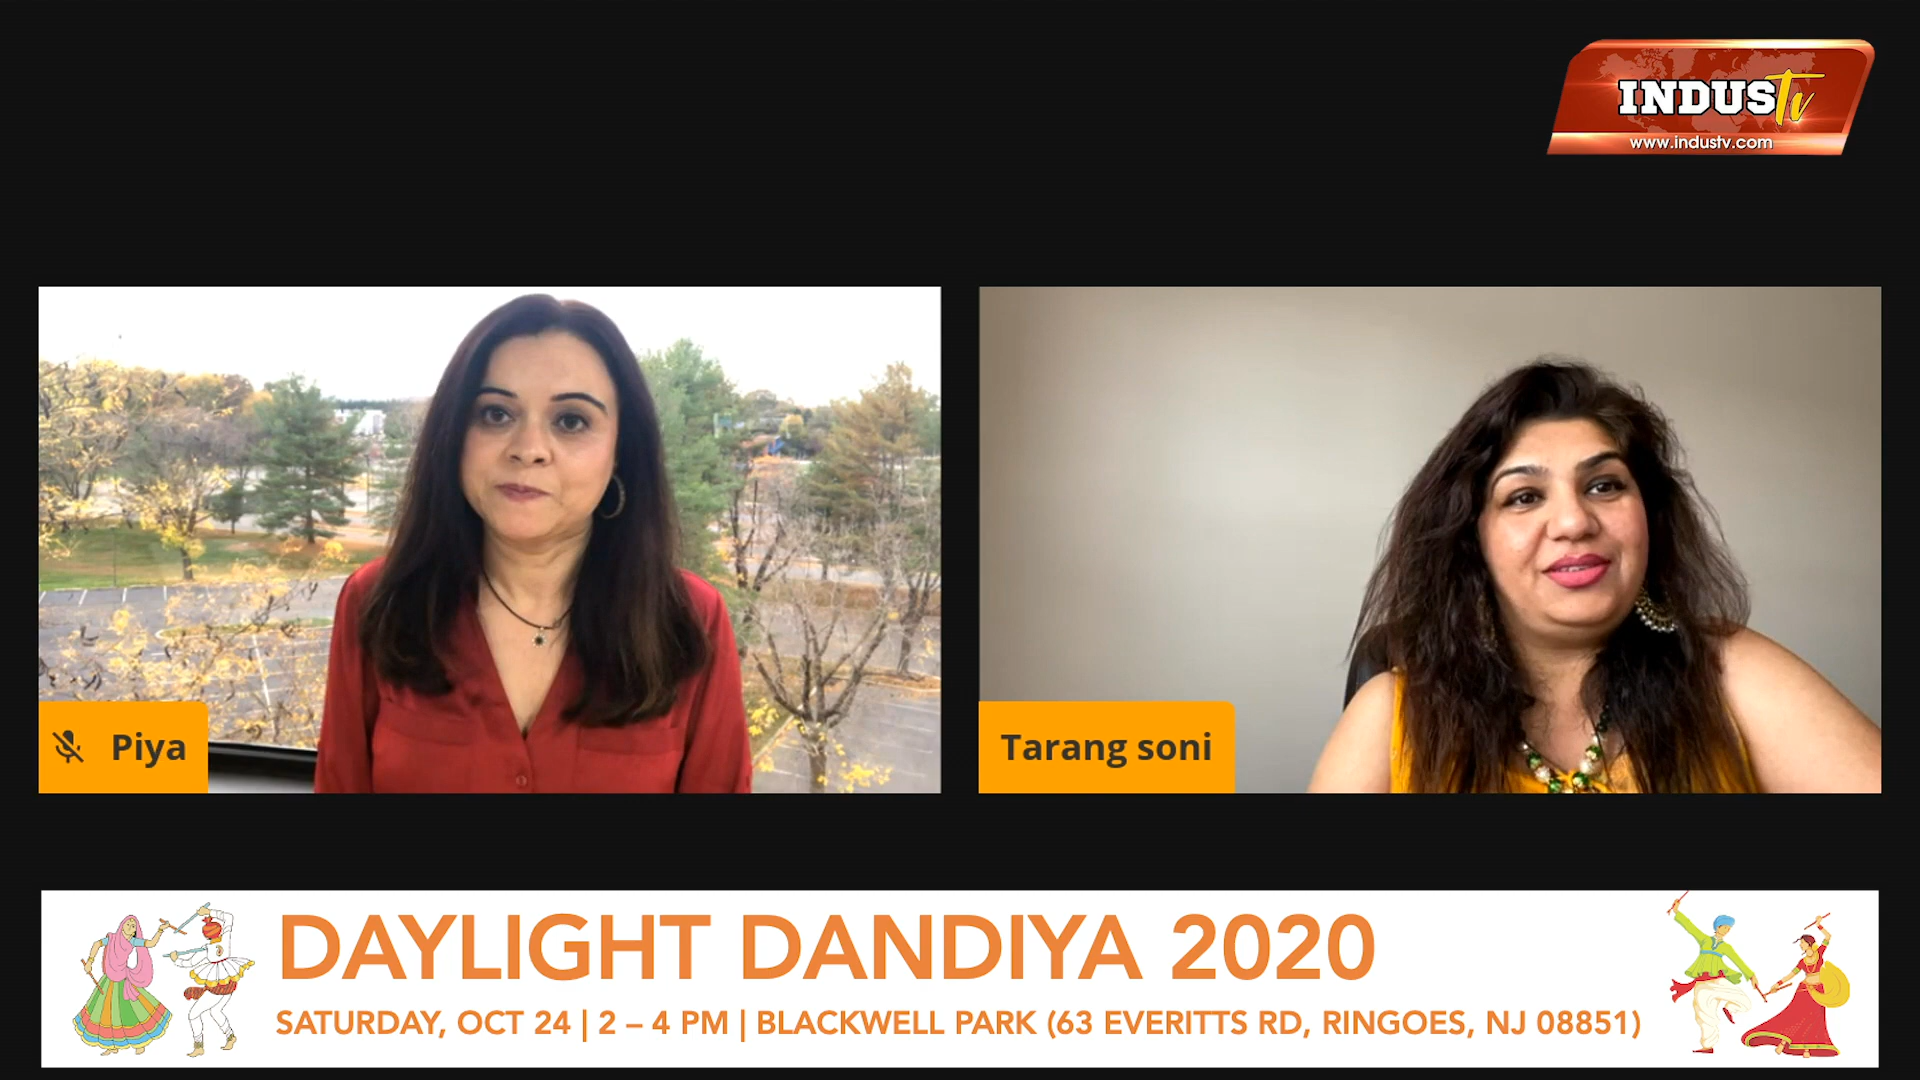 INDUS Tv
www.industv.com
Piya
Tarang soni
DAYLIGHT DANDIYA 2020
SATURDAY, OCT 24 | 2 – 4 PM | BLACKWELL PARK (63 EVERITTS RD, RINGOES, NJ 08851)